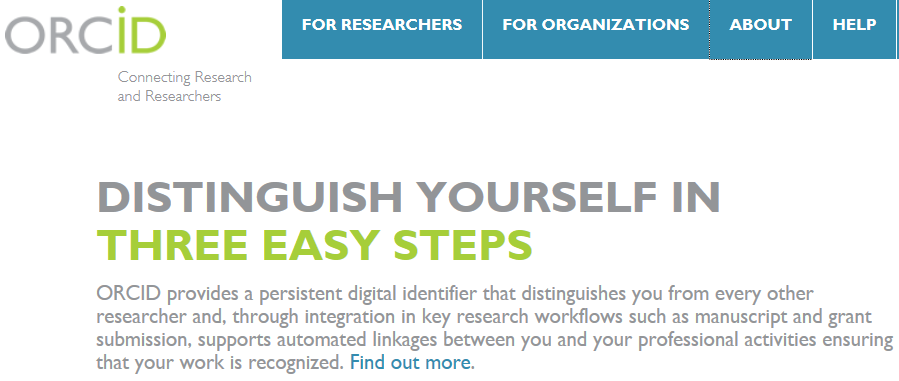 ORCiD
FOR RESEARCHERS
FOR ORGANIZATIONS
ABOUT
HELP
Connecting Research
and Researchers
DISTINGUISH YOURSELF IN
THREE EASY STEPS
ORCID provides a persistent digital identifier that distinguishes you from every other
researcher and, through integration in key research workflows such as manuscript and grant
submission, supports automated linkages between you and your professional activities ensuring
that your work is recognized. Find out more.